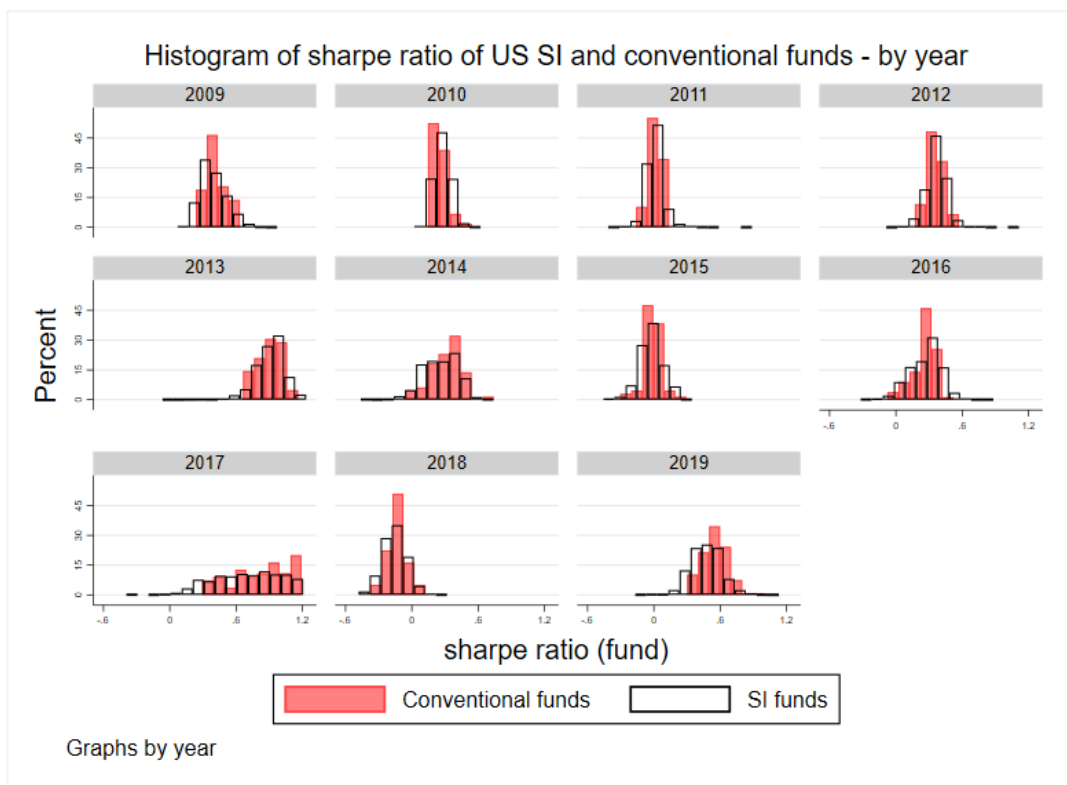 Histogram of sharpe ratio of US SI and conventional funds - by year
2009 2010 2011 2012
45
30
15
0
2013 2014 2015 2016
45
30
15
0
-.6 0 .6 1.2
2017 2018 2019
45
30
15
0
-.6 0 .6 1.2 -.6 0 .6 1.2 -.6 0 .6 1.2
Percent
sharpe ratio (fund)
Conventional funds SI funds
Graphs by year